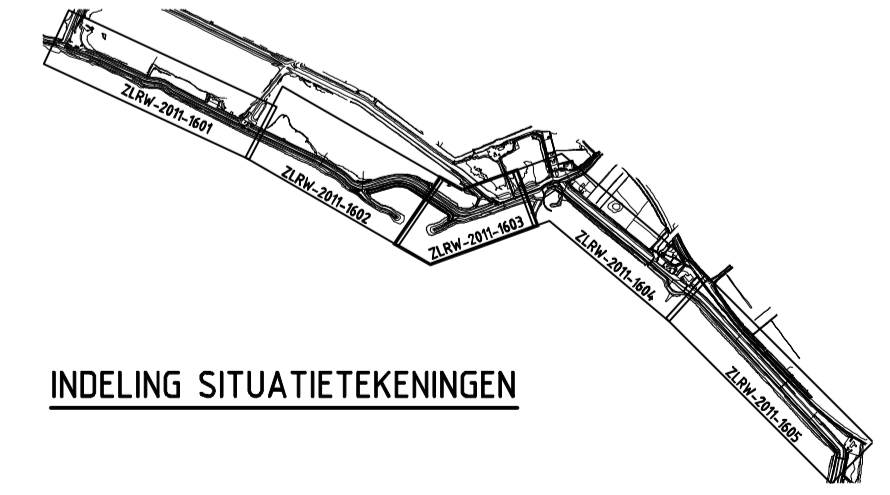 ZLRW-2011-1601
ZLRW-2011-1602
ZLRW-2011-1603
ZLRW-2011-1604
ZLRW-2011-1605
INDELING SITUATIETEKENINGEN